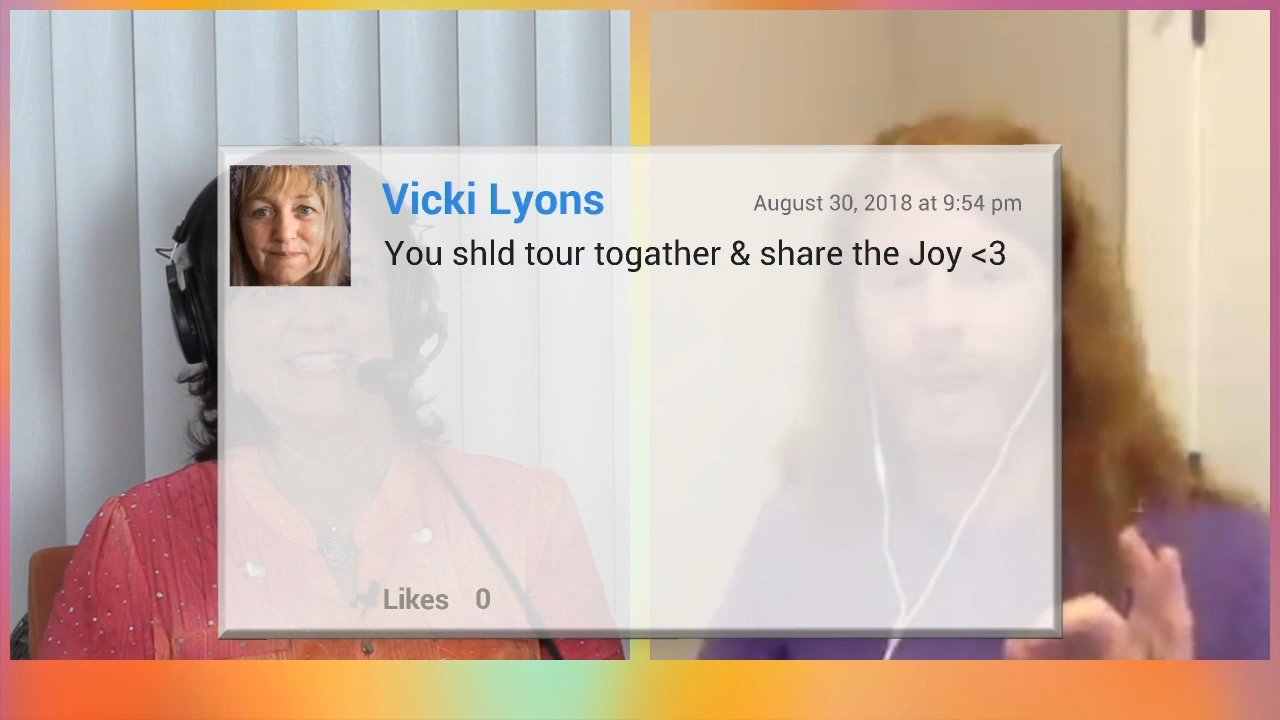 Vicki Lyons
August 30, 2018 at 9:54 pm
You shld tour togather & share the Joy <3
Likes 0